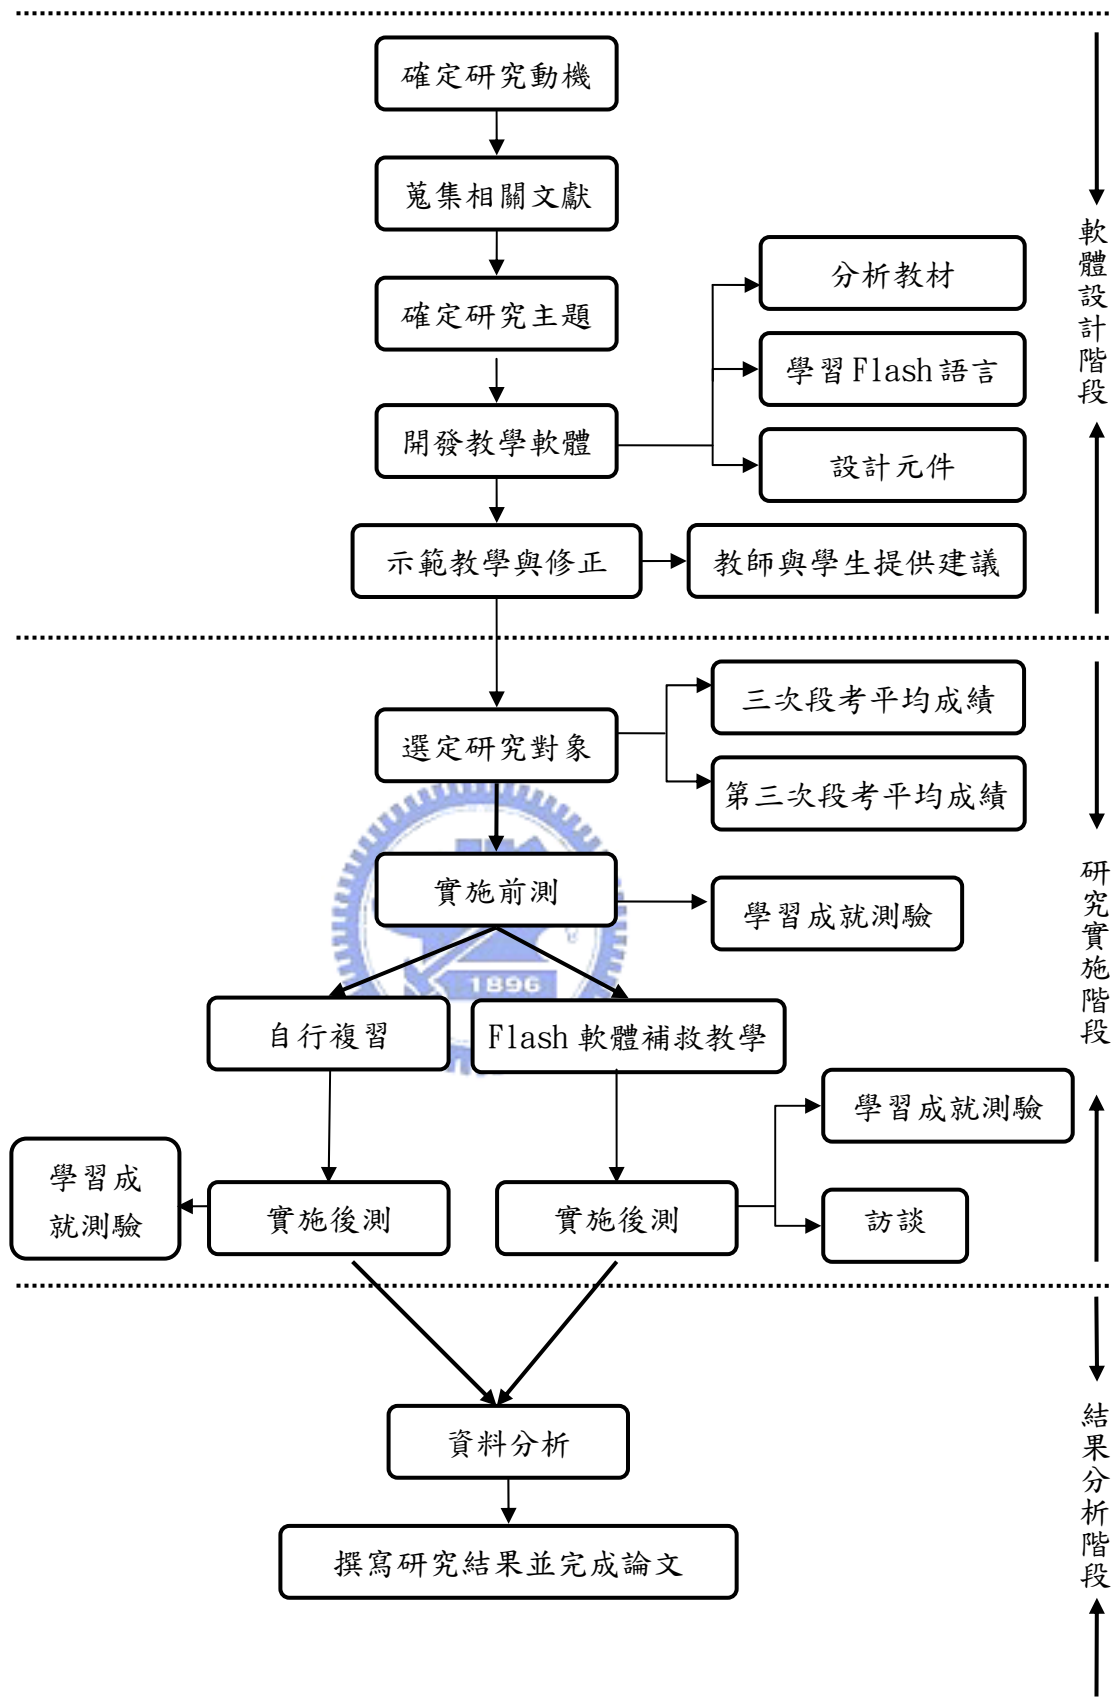 確定研究動機
蒐集相關文獻
確定研究主題
開發教學軟體
分析教材
學習Flash語言
設計元件
示範教學與修正
教師與學生提供建議
軟體設計階段
選定研究對象
三次段考平均成績
第三次段考平均成績
實施前測
學習成就測驗
1896
自行複習
Flash 軟體補救教學
學習成
就測驗
實施後測
實施後測
學習成就測驗
訪談
研究實施階段
資料分析
撰寫研究結果並完成論文
結果分析階段